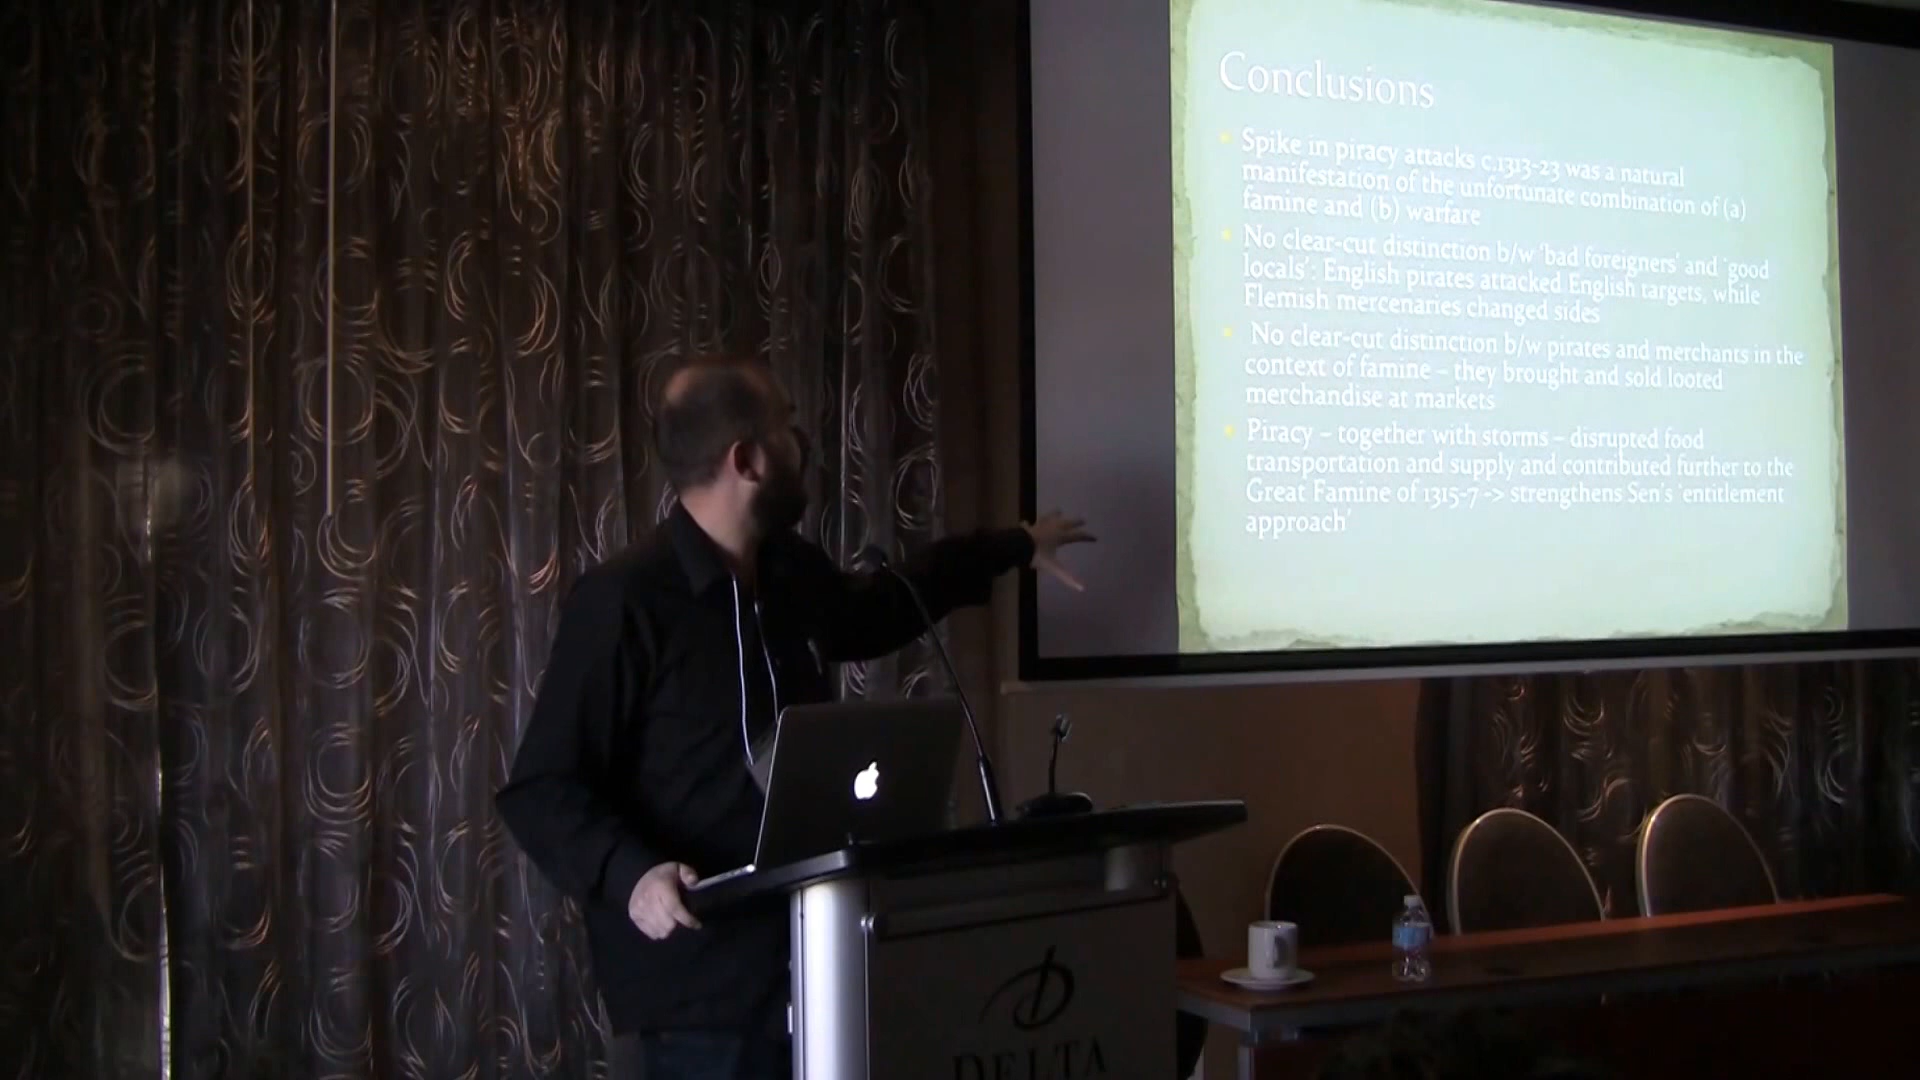 Conclusions
Spike in piracy attacks c.1313-23 was a natural
manifestation of the unfortunate combination of (a)
famine and (b) warfare
No clear-cut distinction b/w 'bad foreigners' and 'good
locals': English pirates attacked English targets, while
Flemish mercenaries changed sides
No clear-cut distinction b/w pirates and merchants in the
context of famine – they brought and sold looted
merchandise at markets
Piracy – together with storms – disrupted food
transportation and supply and contributed further to the
Great Famine of 1315-7 -> strengthens Sen's 'entitlement
approach'
DELTA